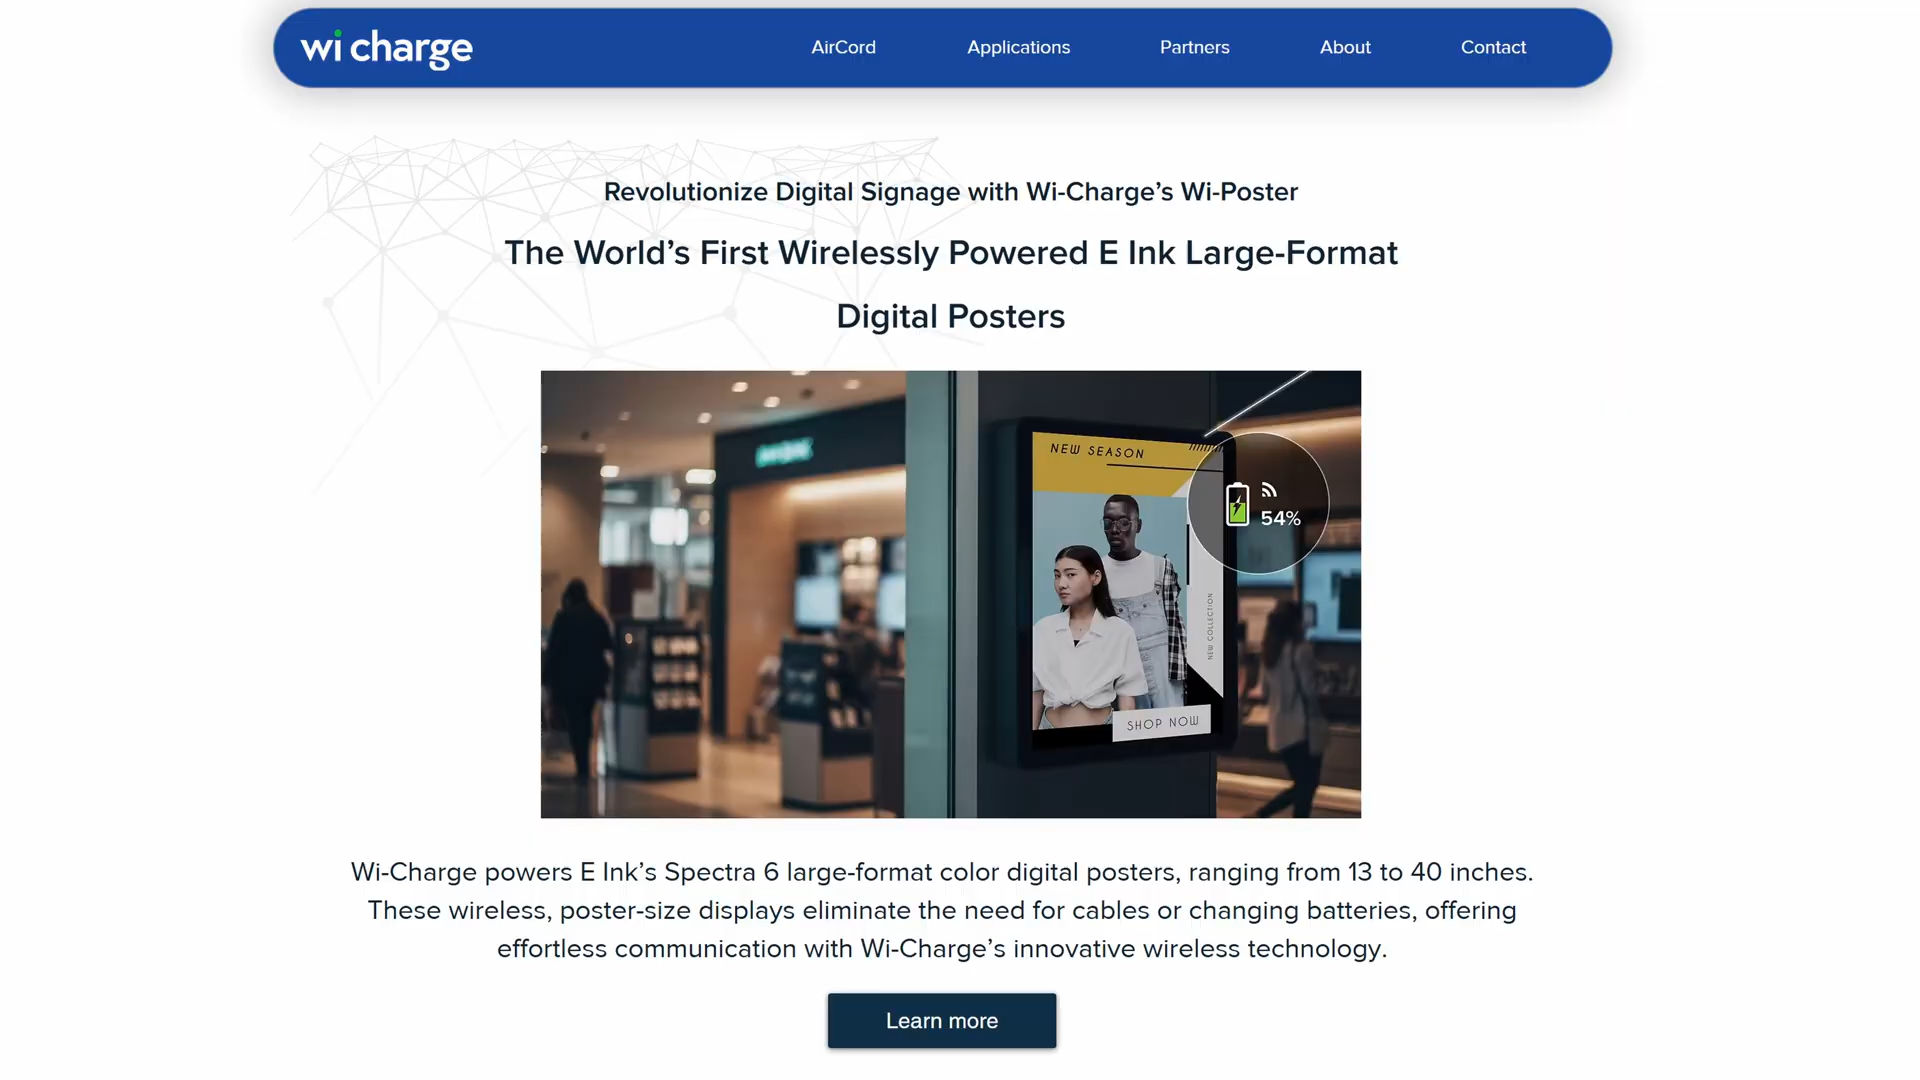 wi charge
AirCord
Applications
Partners
About
Contact
Revolutionize Digital Signage with Wi-Charge’s Wi-Poster
The World’s First Wirelessly Powered E Ink Large-Format
Digital Posters
NEW SEASON
54%
NEW COLLECTION
SHOP NOW
Wi-Charge powers E Ink’s Spectra 6 large-format color digital posters, ranging from 13 to 40 inches.
These wireless, poster-size displays eliminate the need for cables or changing batteries, offering
effortless communication with Wi-Charge’s innovative wireless technology.
Learn more